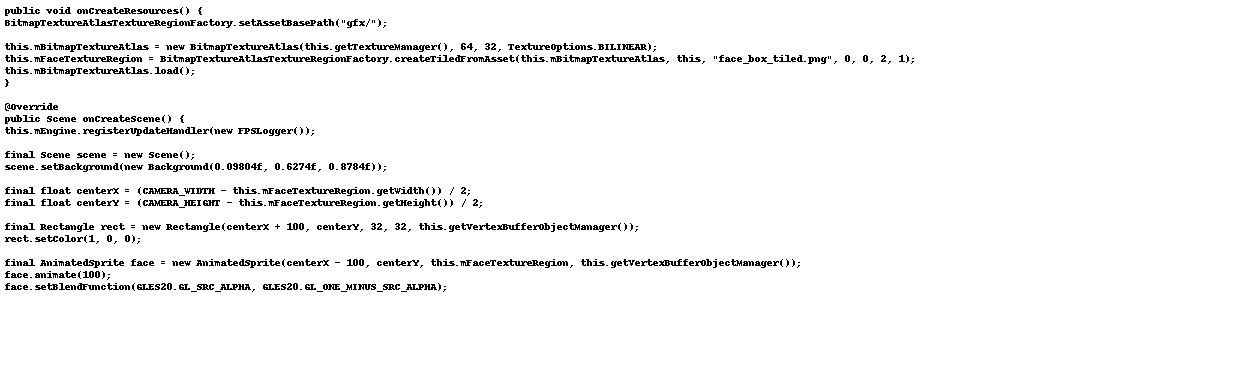 public void onCreateResources() {
BitmapTextureAtlasTextureRegionFactory.setAssetBasePath("gfx/");

this.mBitmapTextureAtlas = new BitmapTextureAtlas(this.getTextureManager(), 64, 32, TextureOptions.BILINEAR);
this.mFaceTextureRegion = BitmapTextureAtlasTextureRegionFactory.createTiledFromAsset(this.mBitmapTextureAtlas, this, "face_box_tiled.png", 0, 0, 2, 1);
this.mBitmapTextureAtlas.load();
}

@Override
public Scene onCreateScene() {
this.mEngine.registerUpdateHandler(new FPSLogger());

final Scene scene = new Scene();
scene.setBackground(new Background(0.09804f, 0.6274f, 0.8784f));

final float centerX = (CAMERA_WIDTH - this.mFaceTextureRegion.getWidth()) / 2;
final float centerY = (CAMERA_HEIGHT - this.mFaceTextureRegion.getHeight()) / 2;

final Rectangle rect = new Rectangle(centerX + 100, centerY, 32, 32, this.getVertexBufferObjectManager());
rect.setColor(1, 0, 0);

final AnimatedSprite face = new AnimatedSprite(centerX - 100, centerY, this.mFaceTextureRegion, this.getVertexBufferObjectManager());
face.animate(100);
face.setBlendFunction(GLES20.GL_SRC_ALPHA, GLES20.GL_ONE_MINUS_SRC_ALPHA);